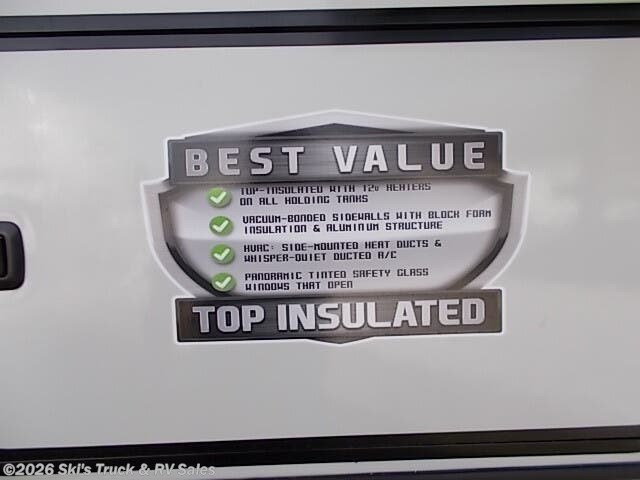 BEST VALUE
TOP-INSULATED WITH 12v HEATERS
ON ALL HOLDING TANKS
VACUUM-BONDED SIDEWALLS WITH BLOCK FOAM
INSULATION & ALUMINUM STRUCTURE
HVAC: SIDE-MOUNTED HEAT DUCTS &
WHISPER-QUIET DUCTED A/C
PANORAMIC TINTED SAFETY GLASS
WINDOWS THAT OPEN
TOP INSULATED
©2026 Ski's Truck & RV Sales